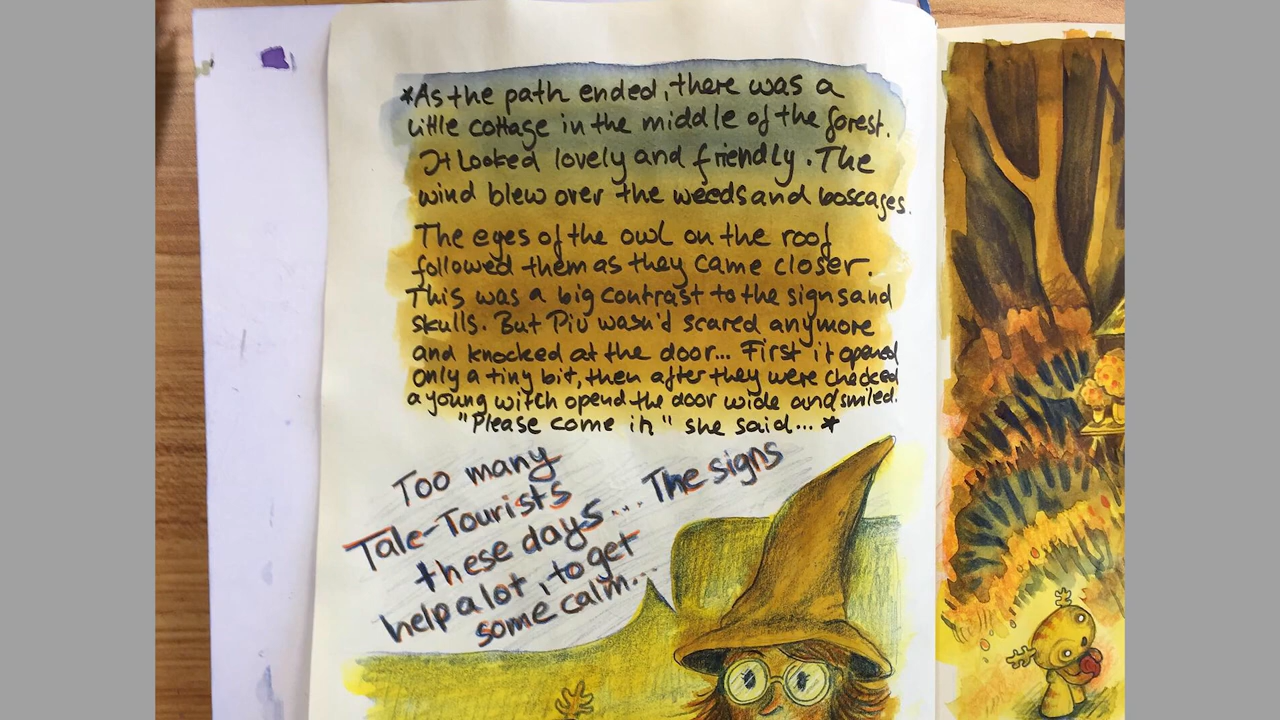 *As the path ended, there was a
little cottage in the middle of the forest.
It looked lovely and friendly. The
wind blew over the weeds and boscages.
The eyes of the owl on the roof
followed them as they came closer.
This was a big contrast to the signs and
skulls. But Piu wasn'd scared anymore
and knocked at the door... First it opened
only a tiny bit, then after they were checked
a young witch opend the door wide and smiled.
"Please come in" she said... *
Too many
Tale-Tourists
these days... The signs
help a lot, to get
some calm...